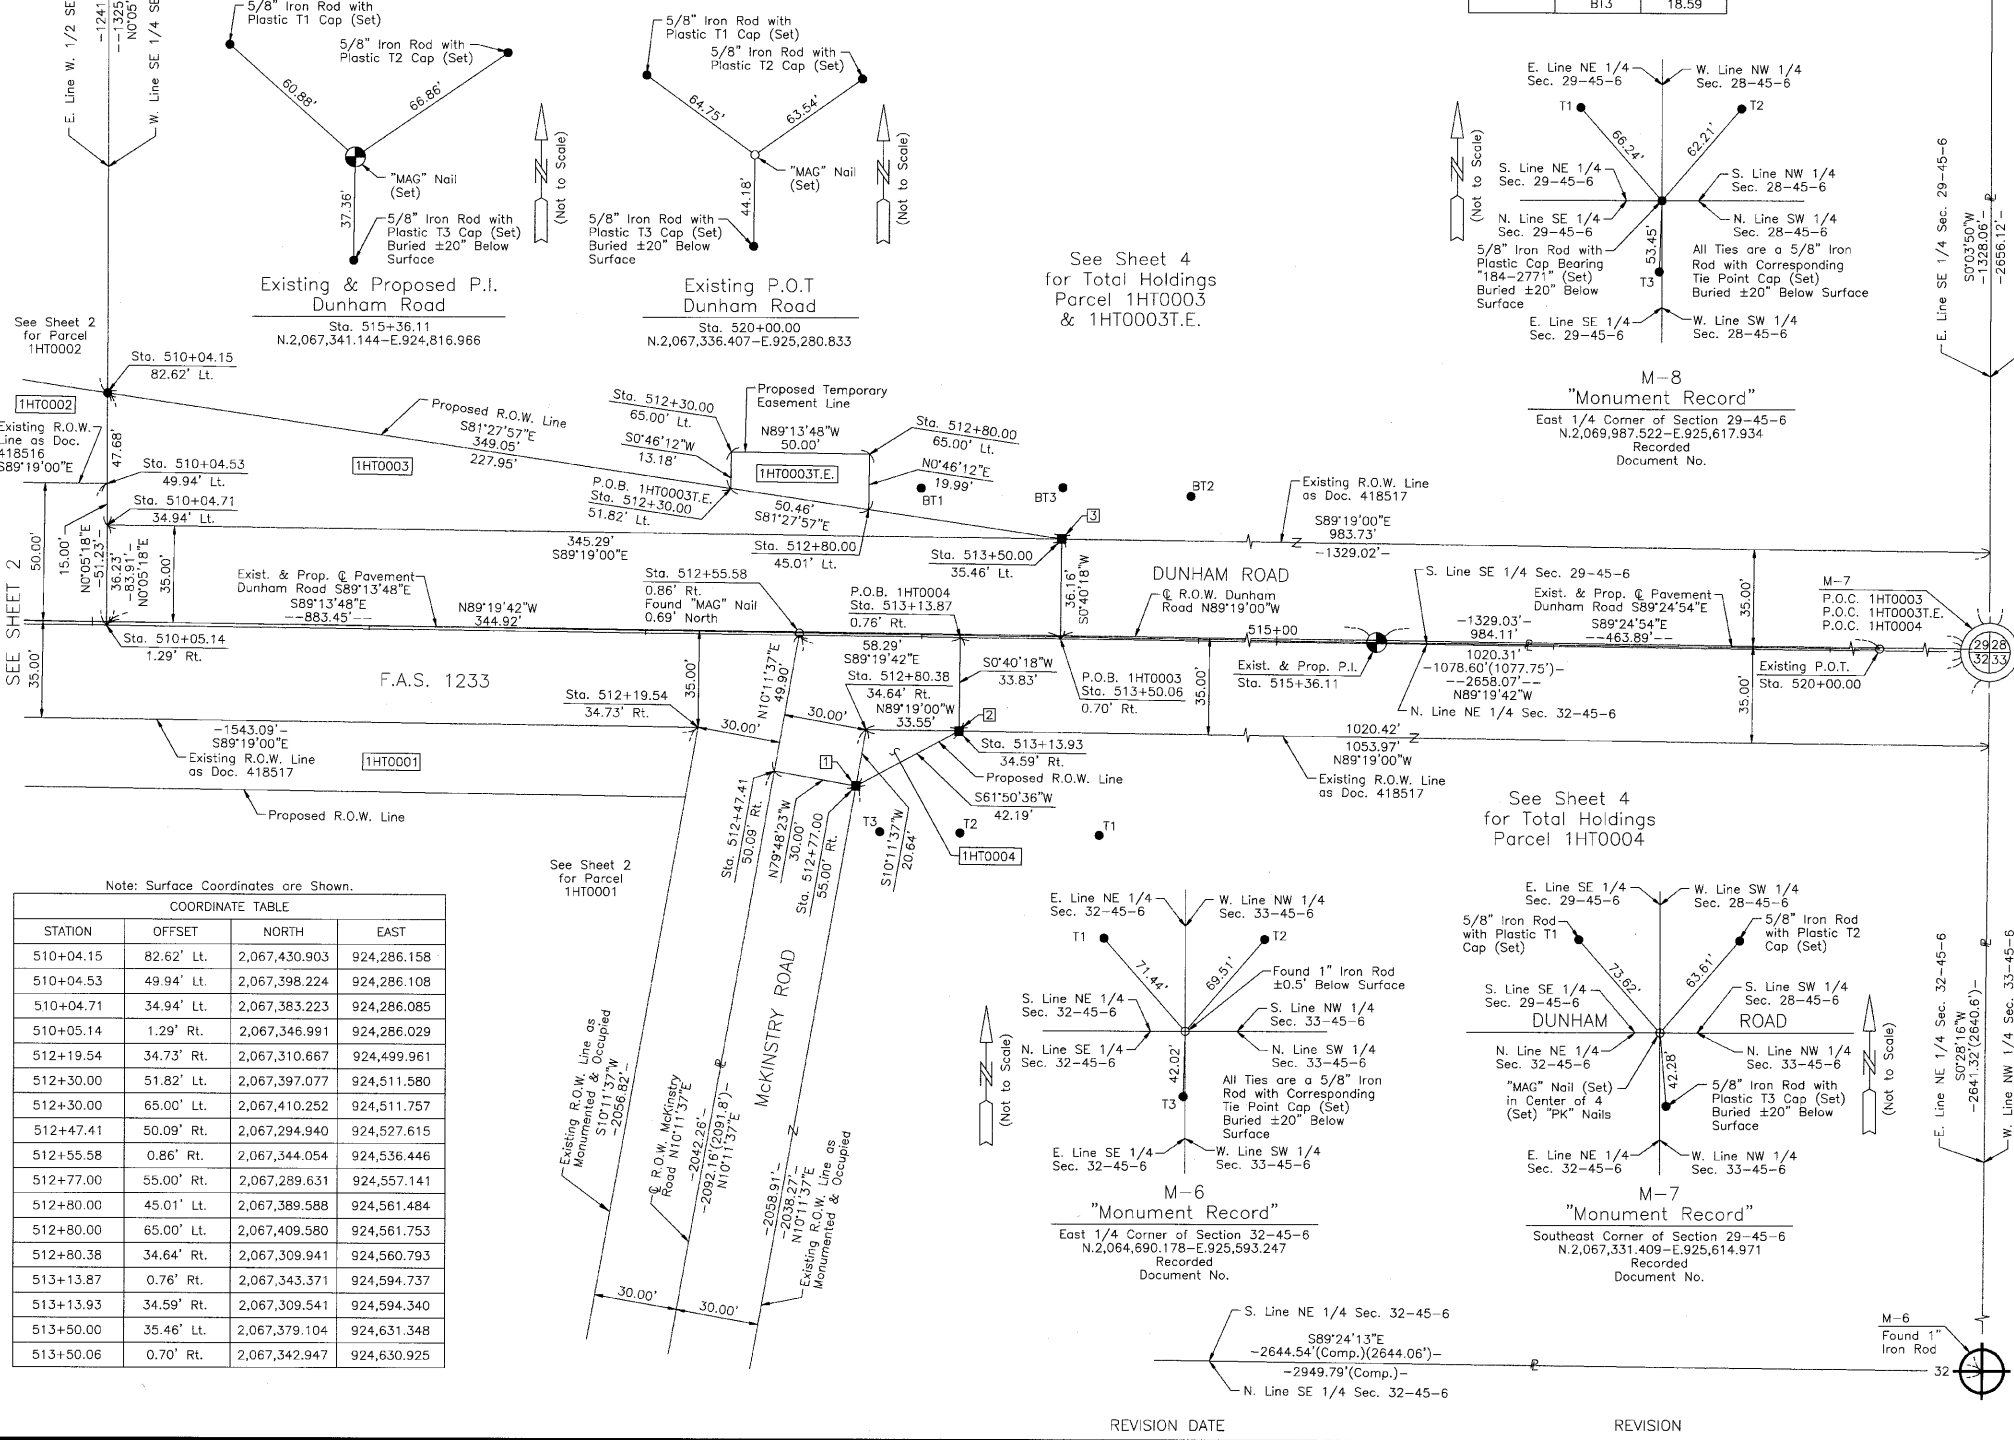 E. Line W. 1/2 SE
W. Line SE 1/4 SE
-1241
--1325
N0°05'
5/8" Iron Rod with
Plastic T1 Cap (Set)
5/8" Iron Rod with
Plastic T2 Cap (Set)
60.88'
66.86'
"MAG" Nail
(Set)
37.36'
5/8" Iron Rod with
Plastic T3 Cap (Set)
Buried ±20" Below
Surface
N
(Not to Scale)
Existing & Proposed P.I.
Dunham Road
Sta. 515+36.11
N.2,067,341.144-E.924,816.966
5/8" Iron Rod with
Plastic T1 Cap (Set)
5/8" Iron Rod with
Plastic T2 Cap (Set)
64.75'
63.54'
"MAG" Nail
(Set)
44.18'
5/8" Iron Rod with
Plastic T3 Cap (Set)
Buried ±20" Below
Surface
N
(Not to Scale)
Existing P.O.T
Dunham Road
Sta. 520+00.00
N.2,067,336.407-E.925,280.833
See Sheet 4
for Total Holdings
Parcel 1HT0003
& 1HT0003T.E.
BT3 18.59
E. Line NE 1/4
Sec. 29-45-6
W. Line NW 1/4
Sec. 28-45-6
T1
T2
66.24'
62.21'
S. Line NE 1/4
Sec. 29-45-6
S. Line NW 1/4
Sec. 28-45-6
N. Line SE 1/4
Sec. 29-45-6
N. Line SW 1/4
Sec. 28-45-6
5/8" Iron Rod with
Plastic Cap Bearing
"184-2771" (Set)
Buried ±20" Below
Surface
53.45'
T3
All Ties are a 5/8" Iron
Rod with Corresponding
Tie Point Cap (Set)
Buried ±20" Below Surface
E. Line SE 1/4
Sec. 29-45-6
W. Line SW 1/4
Sec. 28-45-6
N
(Not to Scale)
M-8
"Monument Record"
East 1/4 Corner of Section 29-45-6
N.2,069,987.522-E.925,617.934
Recorded
Document No.
E. Line SE 1/4 Sec. 29-45-6
S0°03'50"W
-1328.06'-
-2656.12'-
See Sheet 2
for Parcel
1HT0002
Sta. 510+04.15
82.62' Lt.
1HT0002
Existing R.O.W.
Line as Doc.
418516
S89°19'00"E
47.68'
Proposed R.O.W. Line
S81°27'57"E
349.05'
227.95'
1HT0003
Sta. 510+04.53
49.94' Lt.
Sta. 510+04.71
34.94' Lt.
Sta. 512+30.00
65.00' Lt.
Proposed Temporary
Easement Line
N89°13'48"W
50.00'
Sta. 512+80.00
65.00' Lt.
S0°46'12"W
13.18'
1HT0003T.E.
N0°46'12"E
19.99'
P.O.B. 1HT0003T.E.
Sta. 512+30.00
51.82' Lt.
50.46'
S81°27'57"E
BT1
BT3
BT2
3
Existing R.O.W. Line
as Doc. 418517
S89°19'00"E
983.73'
-1329.02'-
345.29'
S89°19'00"E
Sta. 512+80.00
45.01' Lt.
Sta. 513+50.00
35.46' Lt.
SEE SHEET 2
50.00'
35.00'
15.00'
N0°05'18"E
-51.23'-
36.23'
-83.91'-
N0°05'18"E
35.00'
Exist. & Prop. ℄ Pavement
Dunham Road S89°13'48"E
S89°13'48"E
--883.45'--
N89°19'42"W
344.92'
Sta. 510+05.14
1.29' Rt.
Sta. 512+55.58
0.86' Rt.
Found "MAG" Nail
0.69' North
P.O.B. 1HT0004
Sta. 513+13.87
0.76' Rt.
36.16'
S0°40'18"W
DUNHAM ROAD
℄ R.O.W. Dunham
Road N89°19'00"W
S. Line SE 1/4 Sec. 29-45-6
Exist. & Prop. ℄ Pavement
Dunham Road S89°24'54"E
S89°24'54"E
--463.89'--
35.00'
M-7
P.O.C. 1HT0003
P.O.C. 1HT0003T.E.
P.O.C. 1HT0004
29 28
32 33
58.29'
S89°19'42"E
Sta. 512+80.38
34.64' Rt.
N89°19'00"W
33.55'
S0°40'18"W
33.83'
P.O.B. 1HT0003
Sta. 513+50.06
0.70' Rt.
35.00'
515+00
Exist. & Prop. P.I.
Sta. 515+36.11
-1329.03'-
984.11'
1020.31'
-1078.60'(1077.75')-
--2658.07'--
N89°19'42"W
N. Line NE 1/4 Sec. 32-45-6
Existing P.O.T.
Sta. 520+00.00
35.00'
F.A.S. 1233
Sta. 512+19.54
34.73' Rt.
35.00'
N10°11'37"E
49.90'
30.00'
30.00'
2
Sta. 513+13.93
34.59' Rt.
Proposed R.O.W. Line
S61°50'36"W
42.19'
1020.42'
1053.97'
N89°19'00"W
Existing R.O.W. Line
as Doc. 418517
-1543.09'-
S89°19'00"E
Existing R.O.W. Line
as Doc. 418517
1HT0001
Proposed R.O.W. Line
1
Sta. 512+47.41
50.09' Rt.
N79°48'23"W
30.00'
Sta. 512+77.00
55.00' Rt.
T3
T2
T1
S10°11'37"W
20.64'
1HT0004
See Sheet 2
for Parcel
1HT0001
See Sheet 4
for Total Holdings
Parcel 1HT0004
Note: Surface Coordinates are Shown.
COORDINATE TABLE
STATION OFFSET NORTH EAST
510+04.15 82.62' Lt. 2,067,430.903 924,286.158
510+04.53 49.94' Lt. 2,067,398.224 924,286.108
510+04.71 34.94' Lt. 2,067,383.223 924,286.085
510+05.14 1.29' Rt. 2,067,346.991 924,286.029
512+19.54 34.73' Rt. 2,067,310.667 924,499.961
512+30.00 51.82' Lt. 2,067,397.077 924,511.580
512+30.00 65.00' Lt. 2,067,410.252 924,511.757
512+47.41 50.09' Rt. 2,067,294.940 924,527.615
512+55.58 0.86' Rt. 2,067,344.054 924,536.446
512+77.00 55.00' Rt. 2,067,289.631 924,557.141
512+80.00 45.01' Lt. 2,067,389.588 924,561.484
512+80.00 65.00' Lt. 2,067,409.580 924,561.753
512+80.38 34.64' Rt. 2,067,309.941 924,560.793
513+13.87 0.76' Rt. 2,067,343.371 924,594.737
513+13.93 34.59' Rt. 2,067,309.541 924,594.340
513+50.00 35.46' Lt. 2,067,379.104 924,631.348
513+50.06 0.70' Rt. 2,067,342.947 924,630.925
Existing R.O.W. Line as
Monumented & Occupied
S10°11'37"W
-2056.82'-
℄ R.O.W. McKinstry
Road N10°11'37"E
-2042.26'-
-2092.16'(2091.8')-
N10°11'37"E
McKINSTRY ROAD
-2058.91'-
-2038.27'-
N10°11'37"E
Existing R.O.W. Line as
Monumented & Occupied
30.00'
30.00'
E. Line NE 1/4
Sec. 32-45-6
W. Line NW 1/4
Sec. 33-45-6
T1
T2
71.44'
69.51'
Found 1" Iron Rod
±0.5' Below Surface
S. Line NE 1/4
Sec. 32-45-6
S. Line NW 1/4
Sec. 33-45-6
N. Line SE 1/4
Sec. 32-45-6
N. Line SW 1/4
Sec. 33-45-6
42.02'
T3
All Ties are a 5/8" Iron
Rod with Corresponding
Tie Point Cap (Set)
Buried ±20" Below
Surface
E. Line SE 1/4
Sec. 32-45-6
W. Line SW 1/4
Sec. 33-45-6
N
(Not to Scale)
M-6
"Monument Record"
East 1/4 Corner of Section 32-45-6
N.2,064,690.178-E.925,593.247
Recorded
Document No.
E. Line SE 1/4
Sec. 29-45-6
W. Line SW 1/4
Sec. 28-45-6
5/8" Iron Rod
with Plastic T1
Cap (Set)
5/8" Iron Rod
with Plastic T2
Cap (Set)
73.62'
63.61'
S. Line SE 1/4
Sec. 29-45-6
S. Line SW 1/4
Sec. 28-45-6
DUNHAM ROAD
N. Line NE 1/4
Sec. 32-45-6
N. Line NW 1/4
Sec. 33-45-6
"MAG" Nail (Set)
in Center of 4
(Set) "PK" Nails
42.28'
5/8" Iron Rod with
Plastic T3 Cap (Set)
Buried ±20" Below
Surface
E. Line NE 1/4
Sec. 32-45-6
W. Line NW 1/4
Sec. 33-45-6
N
(Not to Scale)
M-7
"Monument Record"
Southeast Corner of Section 29-45-6
N.2,067,331.409-E.925,614.971
Recorded
Document No.
E. Line NE 1/4 Sec. 32-45-6
S0°28'16"W
-2641.32'(2640.6')-
W. Line NW 1/4 Sec. 33-45-6
S. Line NE 1/4 Sec. 32-45-6
S89°24'13"E
-2644.54'(Comp.)(2644.06')-
-2949.79'(Comp.)-
N. Line SE 1/4 Sec. 32-45-6
M-6
Found 1"
Iron Rod
32
REVISION DATE
REVISION